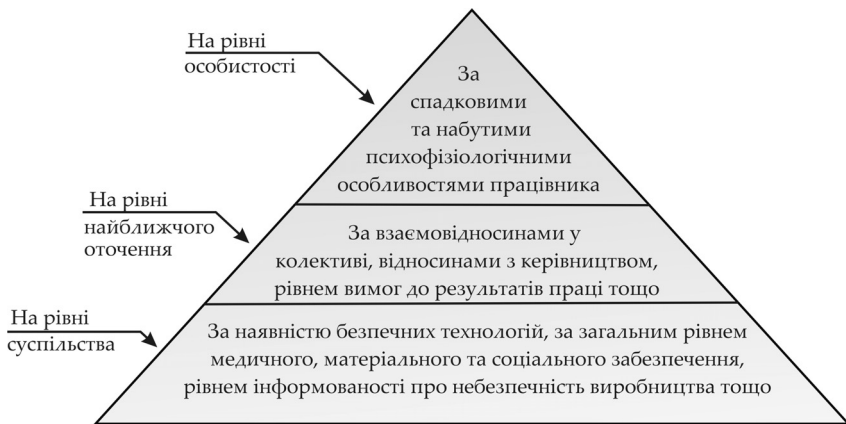 На рівні
особистості
За
спадковими
та набутими
психофізіологічними
особливостями працівника
На рівні
найближчого
оточення
За взаємовідносинами у
колективі, відносинами з керівництвом,
рівнем вимог до результатів праці тощо
На рівні
суспільства
За наявністю безпечних технологій, за загальним рівнем
медичного, матеріального та соціального забезпечення,
рівнем інформованості про небезпечність виробництва тощо